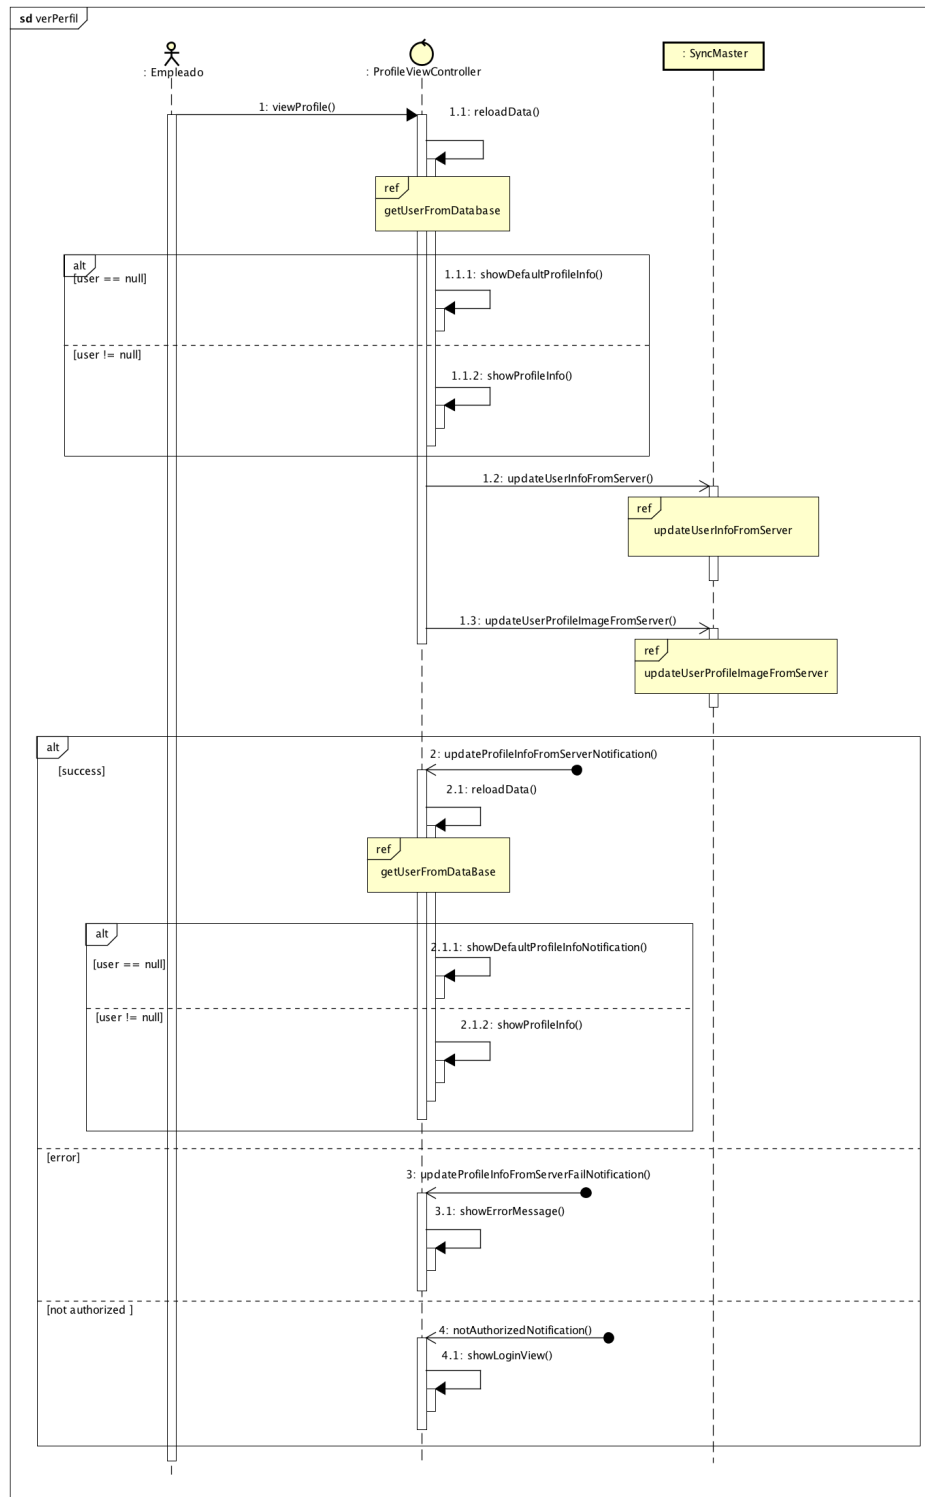 sd verPerfil
: Empleado
: ProfileViewController
: SyncMaster
1: viewProfile()
1.1: reloadData()
ref
getUserFromDatabase
alt
[user == null]
1.1.1: showDefaultProfileInfo()
[user != null]
1.1.2: showProfileInfo()
1.2: updateUserInfoFromServer()
ref
updateUserInfoFromServer
1.3: updateUserProfileImageFromServer()
ref
updateUserProfileImageFromServer
alt
[success]
2: updateProfileInfoFromServerNotification()
2.1: reloadData()
ref
getUserFromDataBase
alt
[user == null]
2.1.1: showDefaultProfileInfoNotification()
[user != null]
2.1.2: showProfileInfo()
[error]
3: updateProfileInfoFromServerFailNotification()
3.1: showErrorMessage()
[not authorized ]
4: notAuthorizedNotification()
4.1: showLoginView()